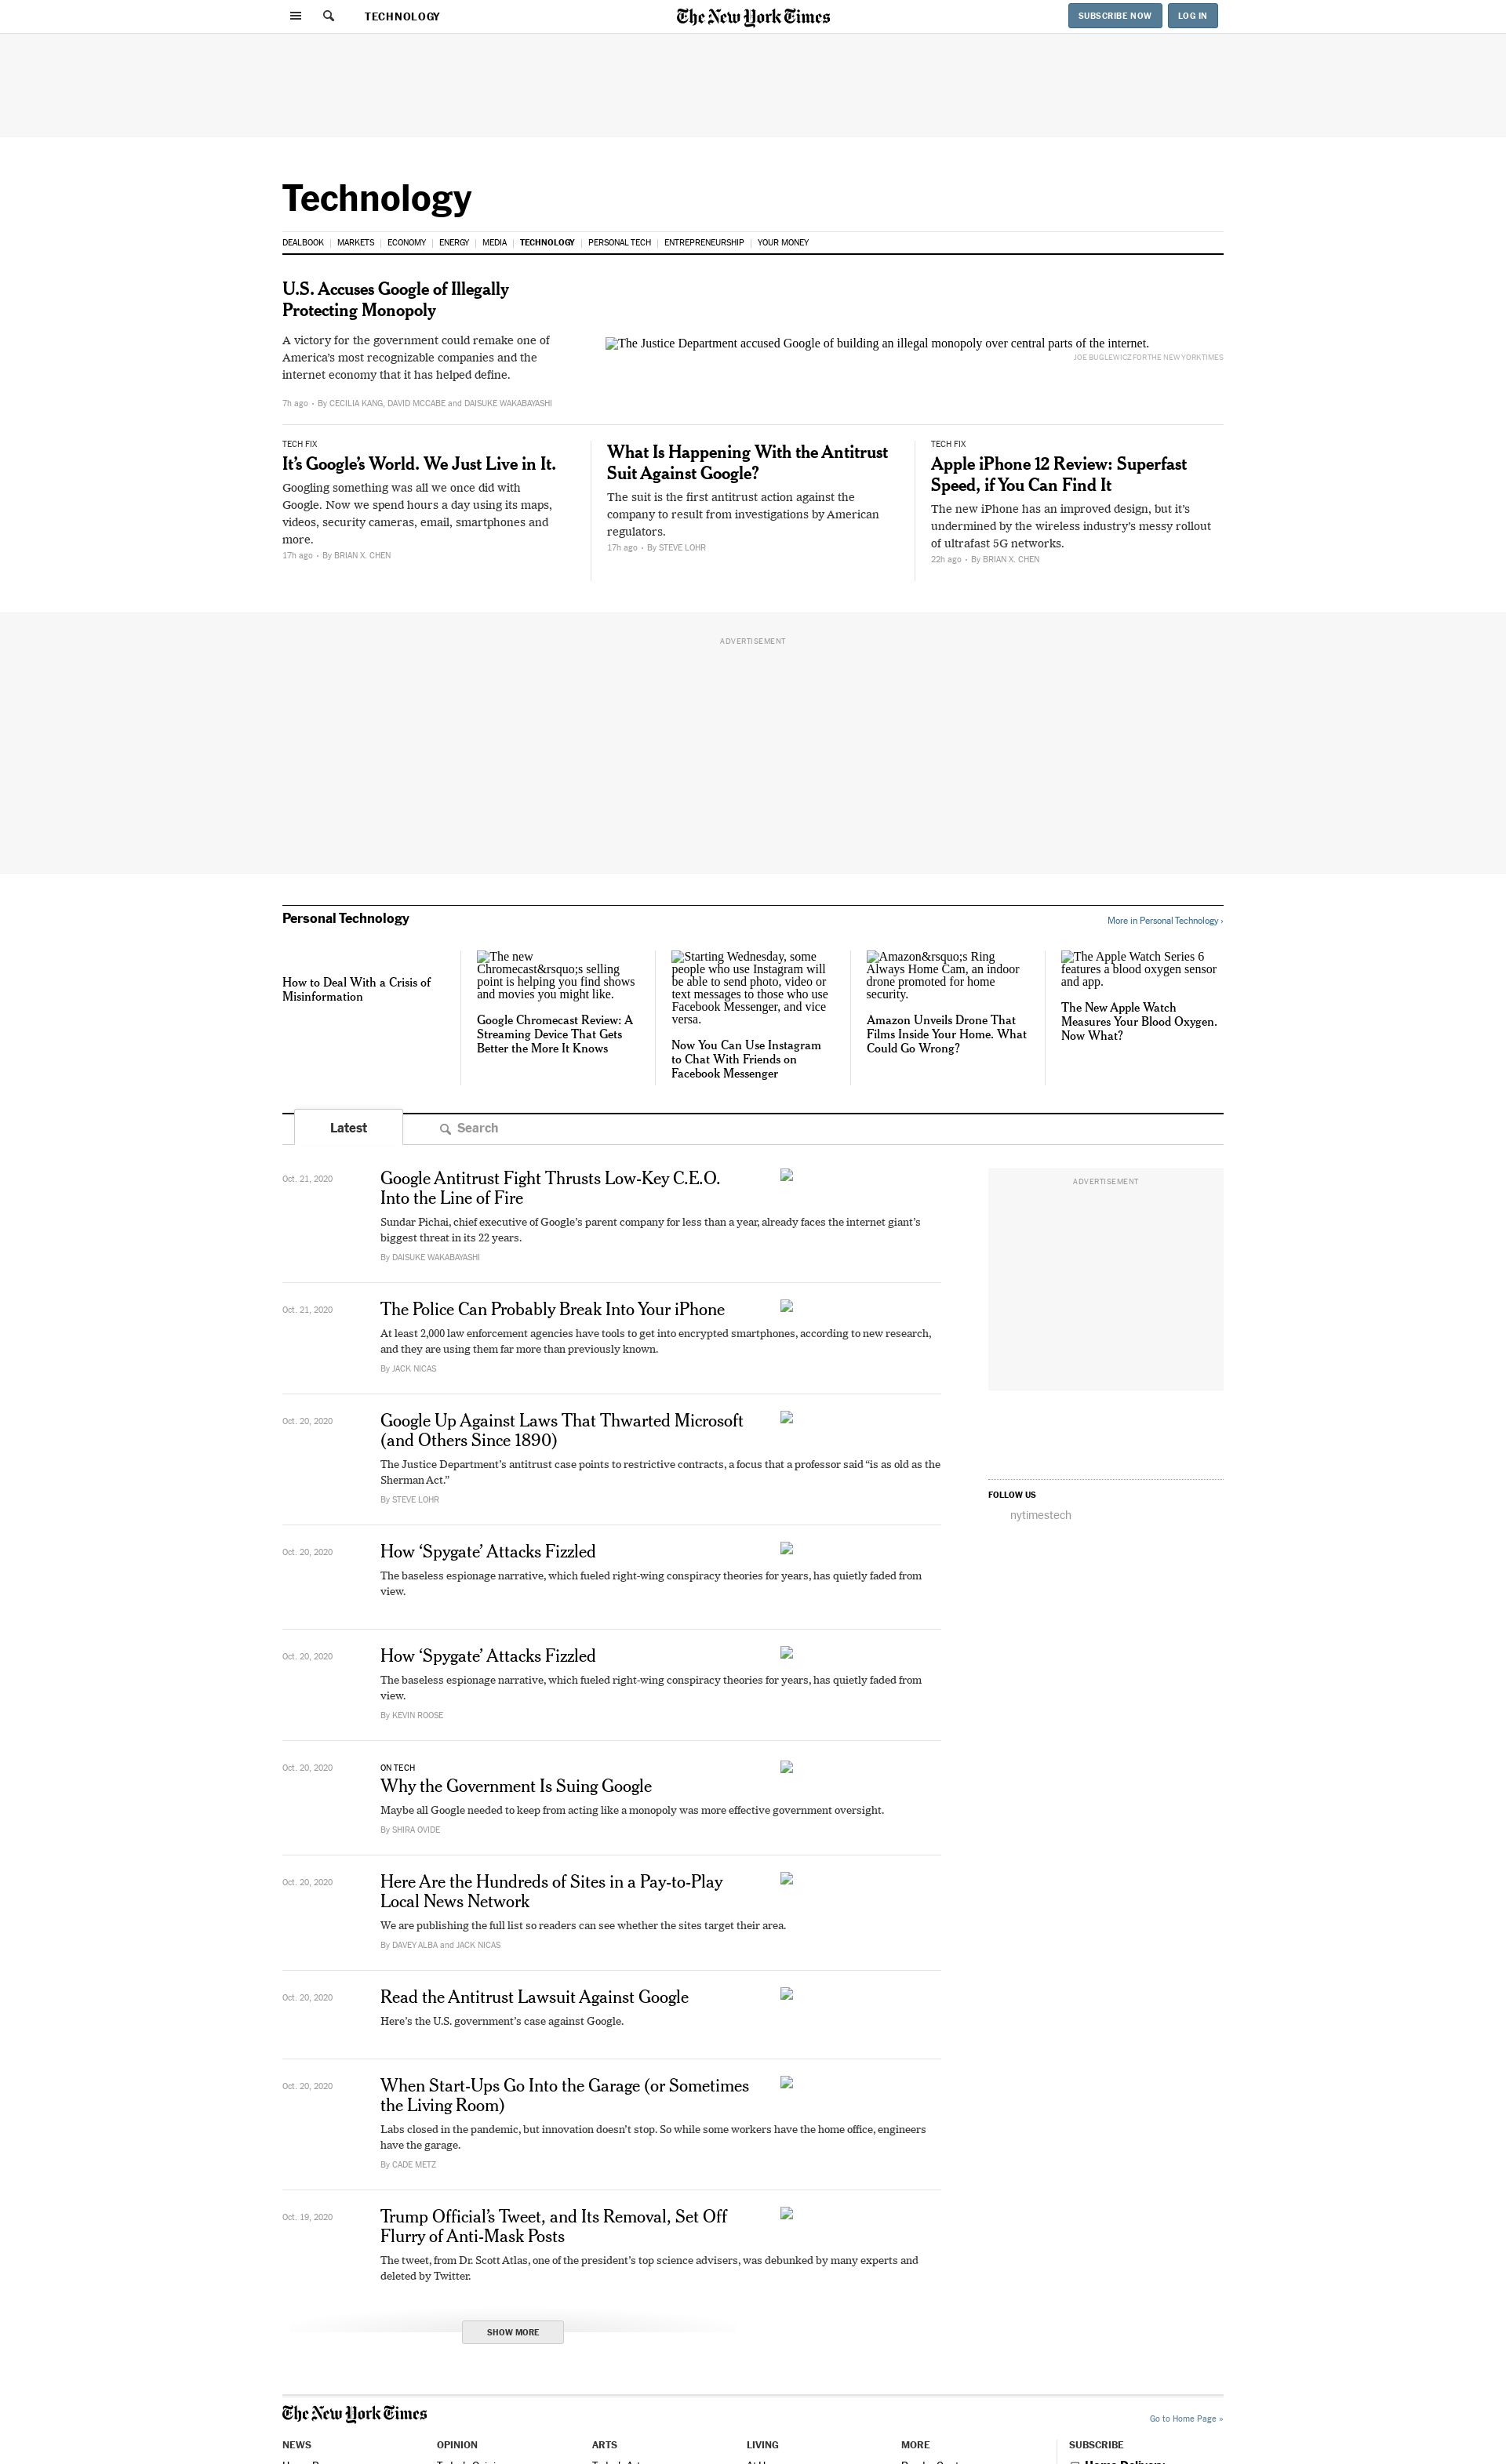 TECHNOLOGY
The New York Times
SUBSCRIBE NOW
LOG IN
Technology
DEALBOOK
MARKETS
ECONOMY
ENERGY
MEDIA
TECHNOLOGY
PERSONAL TECH
ENTREPRENEURSHIP
YOUR MONEY
U.S. Accuses Google of Illegally
Protecting Monopoly
A victory for the government could remake one of
America’s most recognizable companies and the
internet economy that it has helped define.
7h ago • By CECILIA KANG, DAVID MCCABE and DAISUKE WAKABAYASHI
The Justice Department accused Google of building an illegal monopoly over central parts of the internet.
JOE BUGLEWICZ FOR THE NEW YORK TIMES
TECH FIX
It’s Google’s World. We Just Live in It.
Googling something was all we once did with
Google. Now we spend hours a day using its maps,
videos, security cameras, email, smartphones and
more.
17h ago • By BRIAN X. CHEN
What Is Happening With the Antitrust
Suit Against Google?
The suit is the first antitrust action against the
company to result from investigations by American
regulators.
17h ago • By STEVE LOHR
TECH FIX
Apple iPhone 12 Review: Superfast
Speed, if You Can Find It
The new iPhone has an improved design, but it’s
undermined by the wireless industry’s messy rollout
of ultrafast 5G networks.
22h ago • By BRIAN X. CHEN
ADVERTISEMENT
Personal Technology
More in Personal Technology ›
How to Deal With a Crisis of
Misinformation
The new
Chromecast&rsquo;s selling
point is helping you find shows
and movies you might like.
Google Chromecast Review: A
Streaming Device That Gets
Better the More It Knows
Starting Wednesday, some
people who use Instagram will
be able to send photo, video or
text messages to those who use
Facebook Messenger, and vice
versa.
Now You Can Use Instagram
to Chat With Friends on
Facebook Messenger
Amazon&rsquo;s Ring
Always Home Cam, an indoor
drone promoted for home
security.
Amazon Unveils Drone That
Films Inside Your Home. What
Could Go Wrong?
The Apple Watch Series 6
features a blood oxygen sensor
and app.
The New Apple Watch
Measures Your Blood Oxygen.
Now What?
Latest
Search
Oct. 21, 2020
Google Antitrust Fight Thrusts Low-Key C.E.O.
Into the Line of Fire
Sundar Pichai, chief executive of Google’s parent company for less than a year, already faces the internet giant’s
biggest threat in its 22 years.
By DAISUKE WAKABAYASHI
ADVERTISEMENT
Oct. 21, 2020
The Police Can Probably Break Into Your iPhone
At least 2,000 law enforcement agencies have tools to get into encrypted smartphones, according to new research,
and they are using them far more than previously known.
By JACK NICAS
Oct. 20, 2020
Google Up Against Laws That Thwarted Microsoft
(and Others Since 1890)
The Justice Department’s antitrust case points to restrictive contracts, a focus that a professor said “is as old as the
Sherman Act.”
By STEVE LOHR
FOLLOW US
nytimestech
Oct. 20, 2020
How ‘Spygate’ Attacks Fizzled
The baseless espionage narrative, which fueled right-wing conspiracy theories for years, has quietly faded from
view.
Oct. 20, 2020
How ‘Spygate’ Attacks Fizzled
The baseless espionage narrative, which fueled right-wing conspiracy theories for years, has quietly faded from
view.
By KEVIN ROOSE
Oct. 20, 2020
ON TECH
Why the Government Is Suing Google
Maybe all Google needed to keep from acting like a monopoly was more effective government oversight.
By SHIRA OVIDE
Oct. 20, 2020
Here Are the Hundreds of Sites in a Pay-to-Play
Local News Network
We are publishing the full list so readers can see whether the sites target their area.
By DAVEY ALBA and JACK NICAS
Oct. 20, 2020
Read the Antitrust Lawsuit Against Google
Here’s the U.S. government’s case against Google.
Oct. 20, 2020
When Start-Ups Go Into the Garage (or Sometimes
the Living Room)
Labs closed in the pandemic, but innovation doesn’t stop. So while some workers have the home office, engineers
have the garage.
By CADE METZ
Oct. 19, 2020
Trump Official’s Tweet, and Its Removal, Set Off
Flurry of Anti-Mask Posts
The tweet, from Dr. Scott Atlas, one of the president’s top science advisers, was debunked by many experts and
deleted by Twitter.
SHOW MORE
The New York Times
Go to Home Page »
NEWS
OPINION
ARTS
LIVING
MORE
SUBSCRIBE